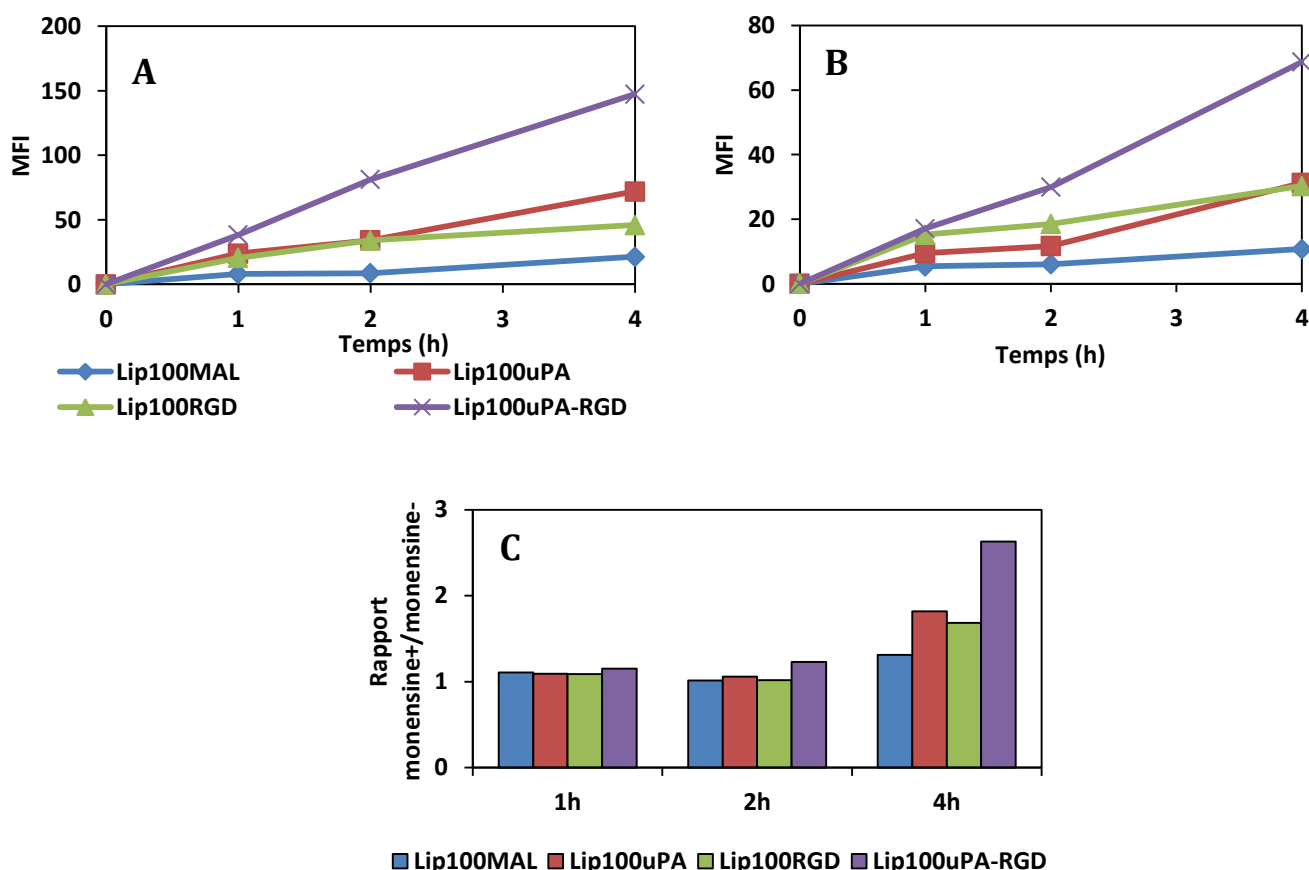 A
MFI
200
150
100
50
0
0 1 2 3 4
Temps (h)
B
MFI
80
60
40
20
0
0 1 2 3 4
Temps (h)
Lip100MAL Lip100uPA
Lip100RGD Lip100uPA-RGD
C
Rapport
monensine+/monensine-
3
2
1
0
1h 2h 4h
Lip100MAL Lip100uPA Lip100RGD Lip100uPA-RGD